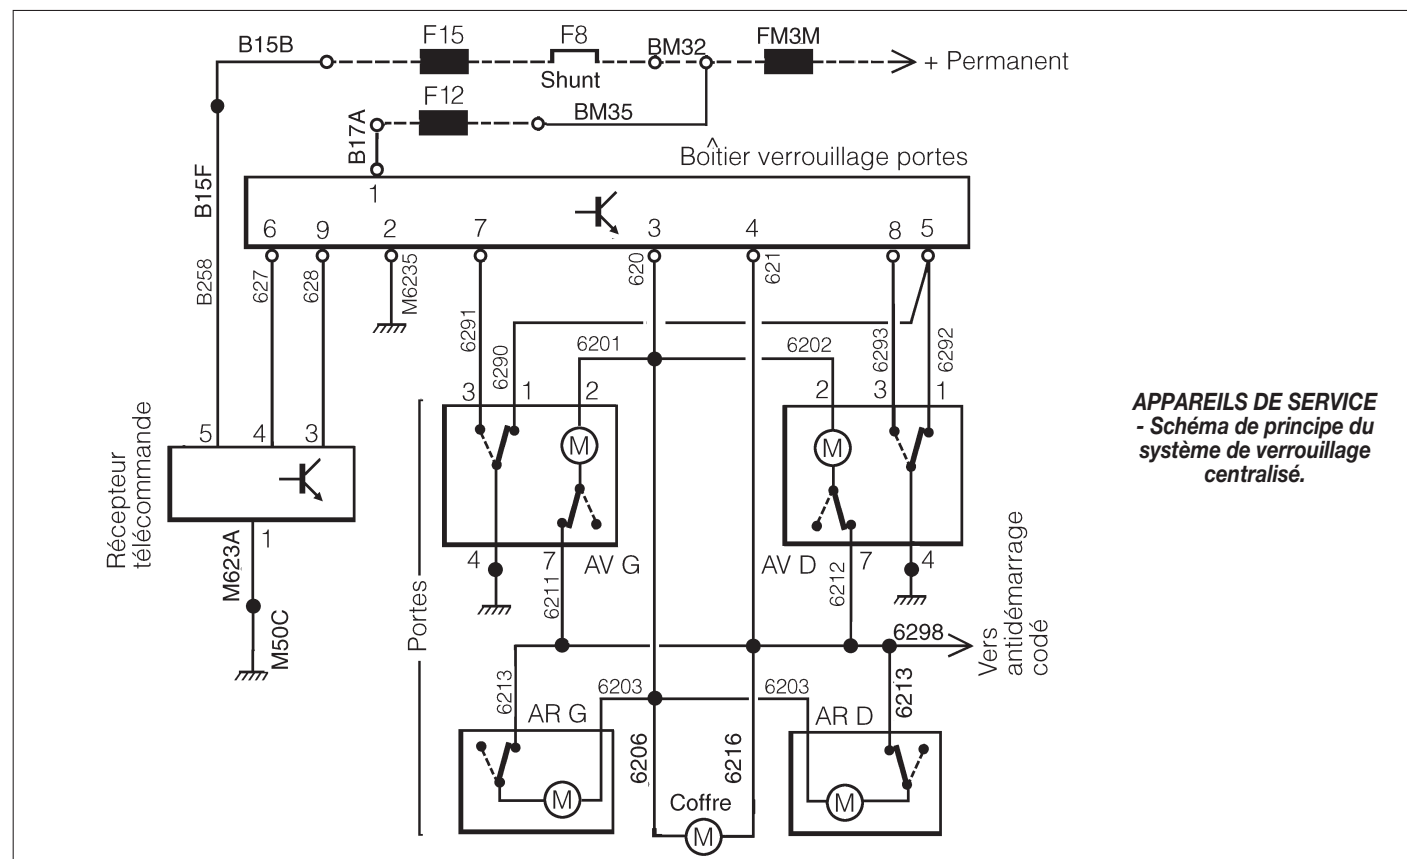 B15B
F15
F8
BM32
FM3M
+ Permanent
Shunt
F12
BM35
B17A
Boîtier verrouillage portes
1
B15F
6
9
2
7
3
4
8
5
B258
627
628
M6235
620
621
6291
6290
6201
6202
6293
6292
3
1
2
2
3
1
Récepteur
télécommande
5
4
3
M
M
1
M623A
M50C
Portes
4
7
AV G
AV D
7
4
6211
6212
6298
Vers
antidémarrage
codé
6213
6203
6203
6213
AR G
AR D
6206
6216
M
Coffre
M
M
APPAREILS DE SERVICE
- Schéma de principe du
système de verrouillage
centralisé.